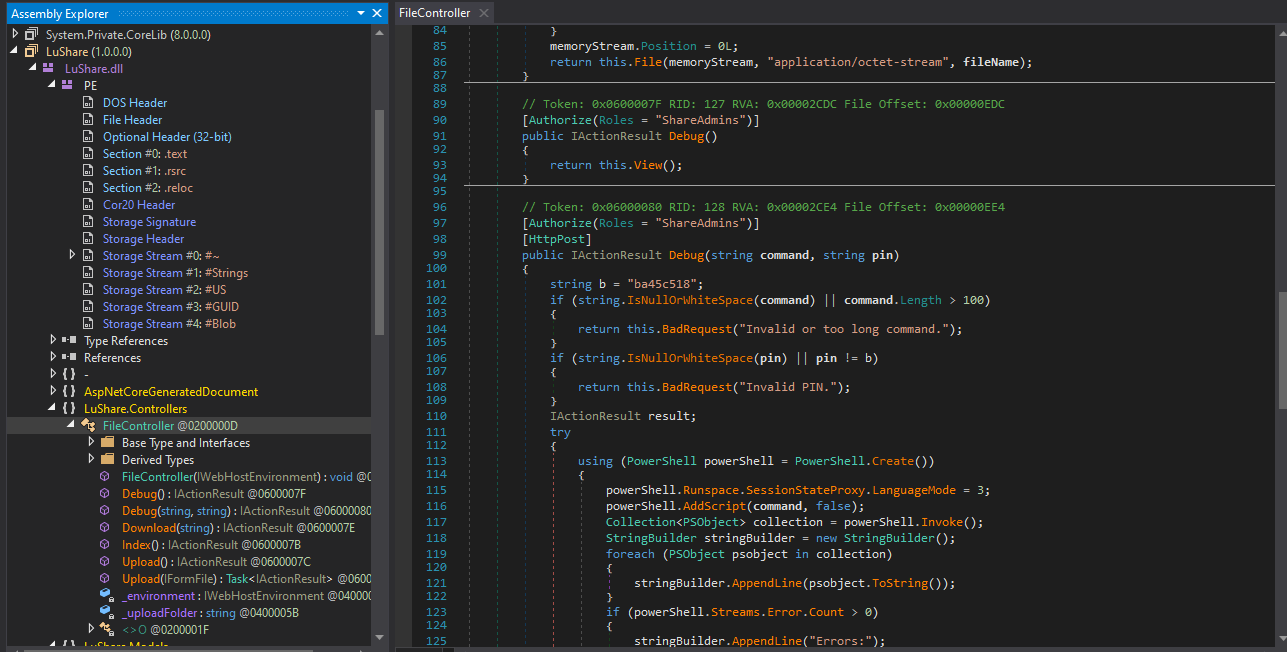 Assembly Explorer
System.Private.CoreLib (8.0.0.0)
LuShare (1.0.0.0)
LuShare.dll
PE
DOS Header
File Header
Optional Header (32-bit)
Section #0: .text
Section #1: .rsrc
Section #2: .reloc
Cor20 Header
Storage Signature
Storage Header
Storage Stream #0: #~
Storage Stream #1: #Strings
Storage Stream #2: #US
Storage Stream #3: #GUID
Storage Stream #4: #Blob
Type References
References
{ } -
{ } AspNetCoreGeneratedDocument
{ } LuShare.Controllers
FileController @0200000D
Base Type and Interfaces
Derived Types
FileController(IWebHostEnvironment) : void @0
Debug() : IActionResult @0600007F
Debug(string, string) : IActionResult @06000080
Download(string) : IActionResult @0600007E
Index() : IActionResult @0600007B
Upload() : IActionResult @0600007C
Upload(IFormFile) : Task<IActionResult> @0600
_environment : IWebHostEnvironment @040000
_uploadFolder : string @0400005B
<>O @0200001F
{ } LuShare.Models
FileController
84 }
85 memoryStream.Position = 0L;
86 return this.File(memoryStream, "application/octet-stream", fileName);
87 }
88
89 // Token: 0x0600007F RID: 127 RVA: 0x00002CDC File Offset: 0x00000EDC
90 [Authorize(Roles = "ShareAdmins")]
91 public IActionResult Debug()
92 {
93 return this.View();
94 }
95
96 // Token: 0x06000080 RID: 128 RVA: 0x00002CE4 File Offset: 0x00000EE4
97 [Authorize(Roles = "ShareAdmins")]
98 [HttpPost]
99 public IActionResult Debug(string command, string pin)
100 {
101 string b = "ba45c518";
102 if (string.IsNullOrWhiteSpace(command) || command.Length > 100)
103 {
104 return this.BadRequest("Invalid or too long command.");
105 }
106 if (string.IsNullOrWhiteSpace(pin) || pin != b)
107 {
108 return this.BadRequest("Invalid PIN.");
109 }
110 IActionResult result;
111 try
112 {
113 using (PowerShell powerShell = PowerShell.Create())
114 {
115 powerShell.Runspace.SessionStateProxy.LanguageMode = 3;
116 powerShell.AddScript(command, false);
117 Collection<PSObject> collection = powerShell.Invoke();
118 StringBuilder stringBuilder = new StringBuilder();
119 foreach (PSObject psobject in collection)
120 {
121 stringBuilder.AppendLine(psobject.ToString());
122 }
123 if (powerShell.Streams.Error.Count > 0)
124 {
125 stringBuilder.AppendLine("Errors:");